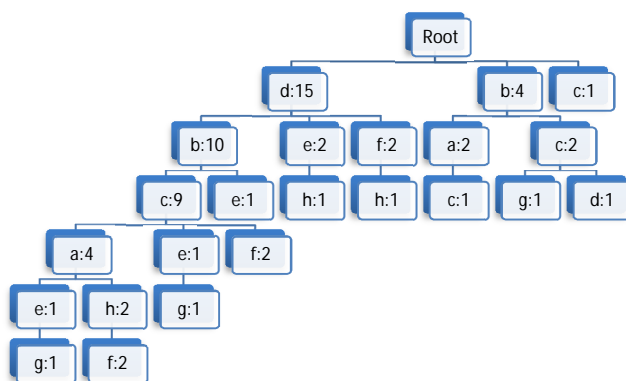 Root
d:15 b:4 c:1
b:10 e:2 f:2 a:2 c:2
c:9 e:1 h:1 h:1 c:1 g:1 d:1
a:4 e:1 f:2
e:1 h:2 g:1
g:1 f:2